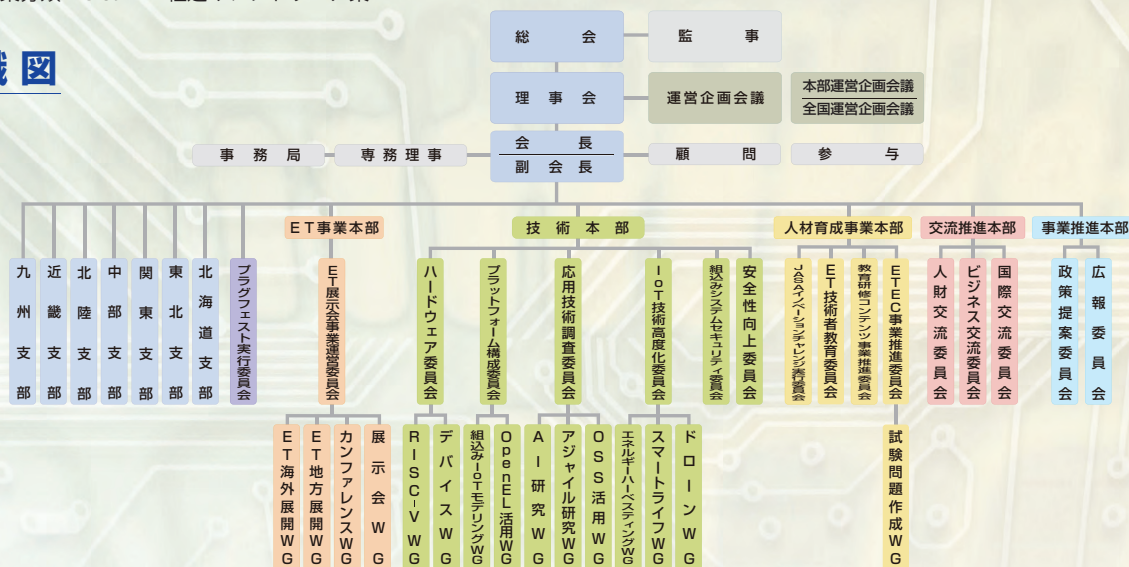 図
総会
監事
理事会
運営企画会議
本部運営企画会議
全国運営企画会議
事務局
専務理事
会長
副会長
顧問
参与
ET事業本部
技術本部
人材育成事業本部
交流推進本部
事業推進本部
九州支部
近畿支部
北陸支部
中部支部
関東支部
東北支部
北海道支部
プラグフェスト実行委員会
ET展示会事業運営委員会
ハードウェア委員会
プラットフォーム構成委員会
応用技術調査委員会
IoT技術高度化委員会
組込みシステムセキュリティ委員会
安全性向上委員会
JASAイノベーションチャレンジ実行委員会
ET技術者教育委員会
教育研修コンテンツ事業推進委員会
ETEC事業推進委員会
人財交流委員会
ビジネス交流委員会
国際交流委員会
政策提案委員会
広報委員会
ET海外展開WG
ET地方展開WG
カンファレンスWG
展示会WG
RISC-V WG
デバイスWG
組込みIoTモデリングWG
OpenEL活用WG
AI研究WG
アジャイル研究WG
OSS活用WG
エネルギーハーベスティングWG
スマートライフWG
ドローンWG
試験問題作成WG